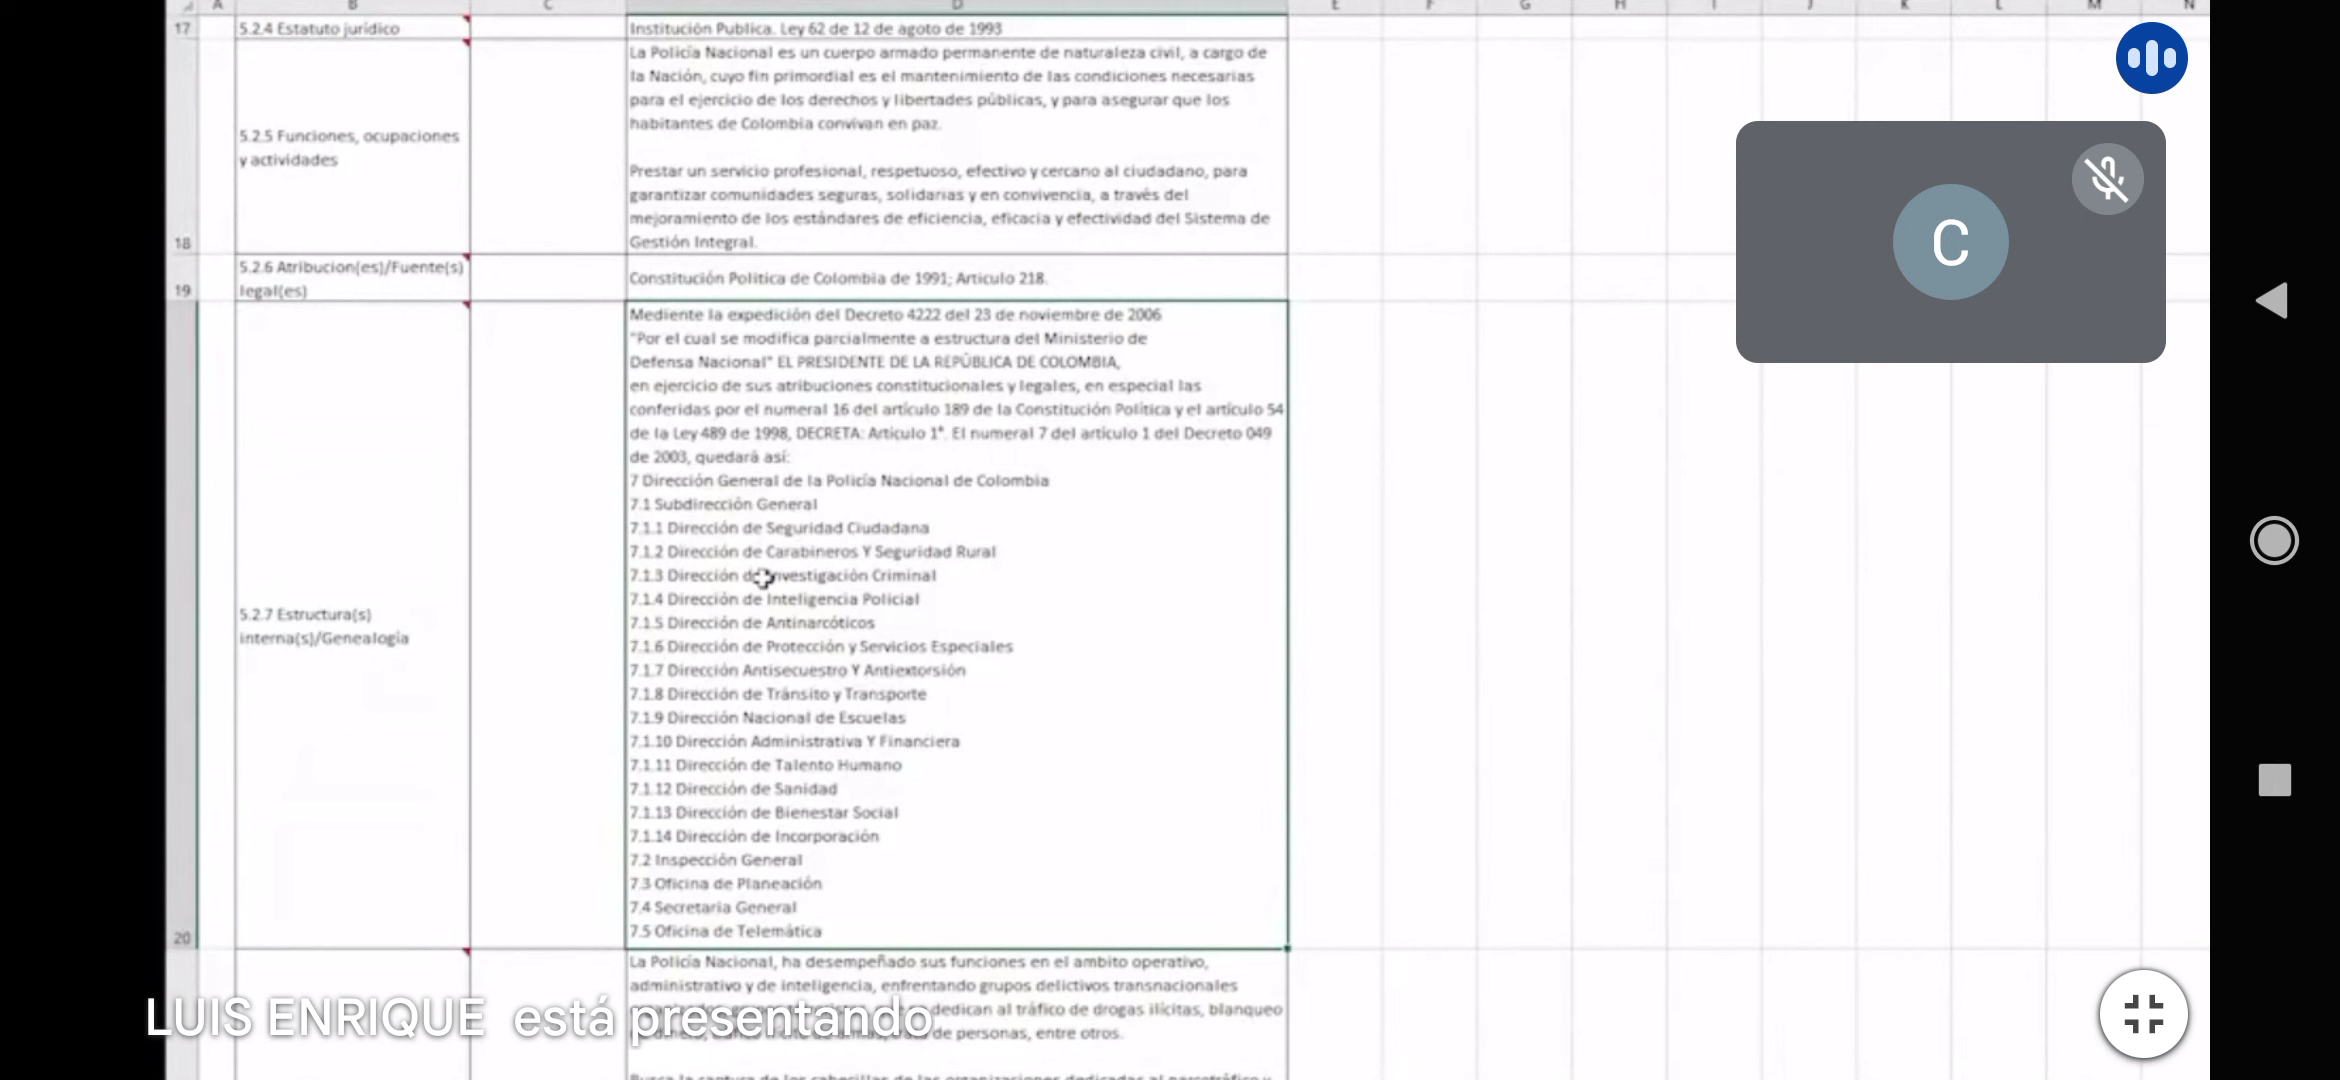 A B C D E F G H I J K L M N
17 5.2.4 Estatuto jurídico Institución Publica. Ley 62 de 12 de agoto de 1993
La Policía Nacional es un cuerpo armado permanente de naturaleza civil, a cargo de
la Nación, cuyo fin primordial es el mantenimiento de las condiciones necesarias
para el ejercicio de los derechos y libertades públicas, y para asegurar que los
habitantes de Colombia convivan en paz.
5.2.5 Funciones, ocupaciones
y actividades
Prestar un servicio profesional, respetuoso, efectivo y cercano al ciudadano, para
garantizar comunidades seguras, solidarias y en convivencia, a través del
mejoramiento de los estándares de eficiencia, eficacia y efectividad del Sistema de
Gestión Integral.
18
5.2.6 Atribucion(es)/Fuente(s)
legal(es)
19
Constitución Politica de Colombia de 1991; Articulo 218.
Mediente la expedición del Decreto 4222 del 23 de noviembre de 2006
"Por el cual se modifica parcialmente a estructura del Ministerio de
Defensa Nacional" EL PRESIDENTE DE LA REPÚBLICA DE COLOMBIA,
en ejercicio de sus atribuciones constitucionales y legales, en especial las
conferidas por el numeral 16 del artículo 189 de la Constitución Política y el artículo 54
de la Ley 489 de 1998, DECRETA: Artículo 1°. El numeral 7 del artículo 1 del Decreto 049
de 2003, quedará así:
7 Dirección General de la Policía Nacional de Colombia
7.1 Subdirección General
7.1.1 Dirección de Seguridad Ciudadana
7.1.2 Dirección de Carabineros Y Seguridad Rural
7.1.3 Dirección de Investigación Criminal
7.1.4 Dirección de Inteligencia Policial
7.1.5 Dirección de Antinarcóticos
7.1.6 Dirección de Protección y Servicios Especiales
7.1.7 Dirección Antisecuestro Y Antiextorsión
7.1.8 Dirección de Tránsito y Transporte
7.1.9 Dirección Nacional de Escuelas
7.1.10 Dirección Administrativa Y Financiera
7.1.11 Dirección de Talento Humano
7.1.12 Dirección de Sanidad
7.1.13 Dirección de Bienestar Social
7.1.14 Dirección de Incorporación
7.2 Inspección General
7.3 Oficina de Planeación
7.4 Secretaria General
7.5 Oficina de Telemática
5.2.7 Estructura(s)
interna(s)/Genealogía
20
La Policía Nacional, ha desempeñado sus funciones en el ambito operativo,
administrativo y de inteligencia, enfrentando grupos delictivos transnacionales
dedican al tráfico de drogas ilícitas, blanqueo
de personas, entre otros.
C
LUIS ENRIQUE está presentando